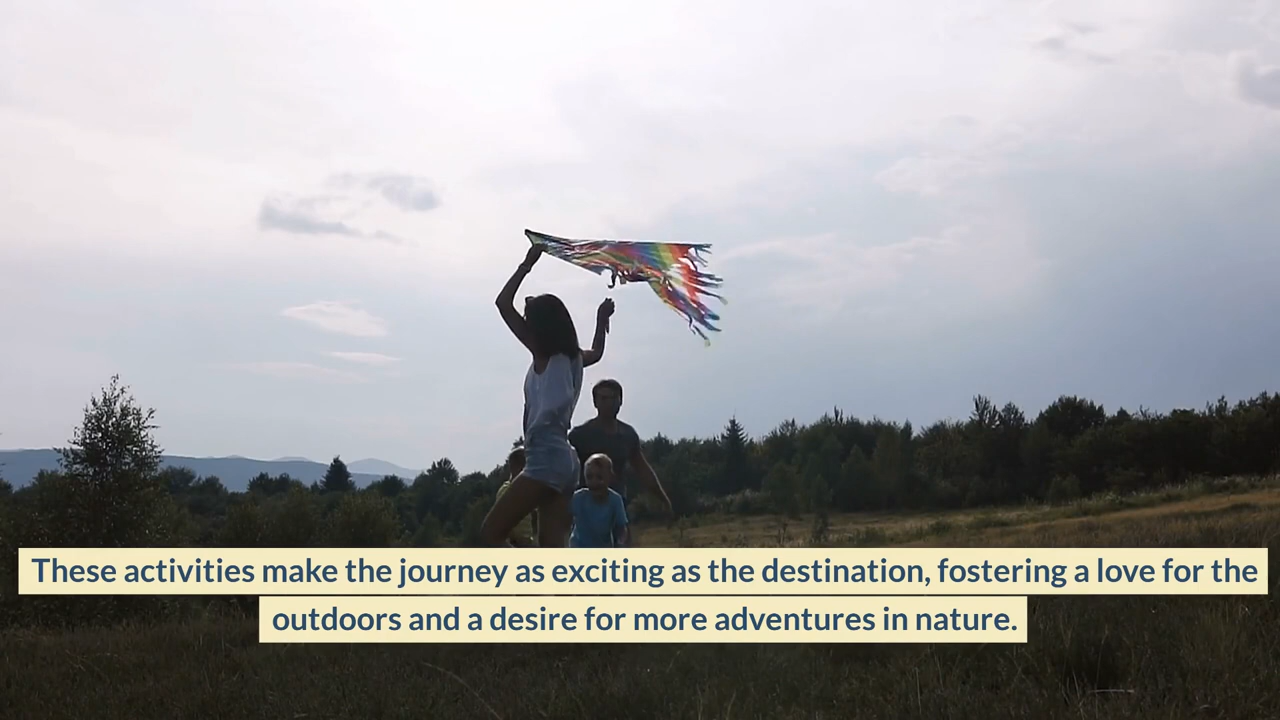 These activities make the journey as exciting as the destination, fostering a love for the
outdoors and a desire for more adventures in nature.